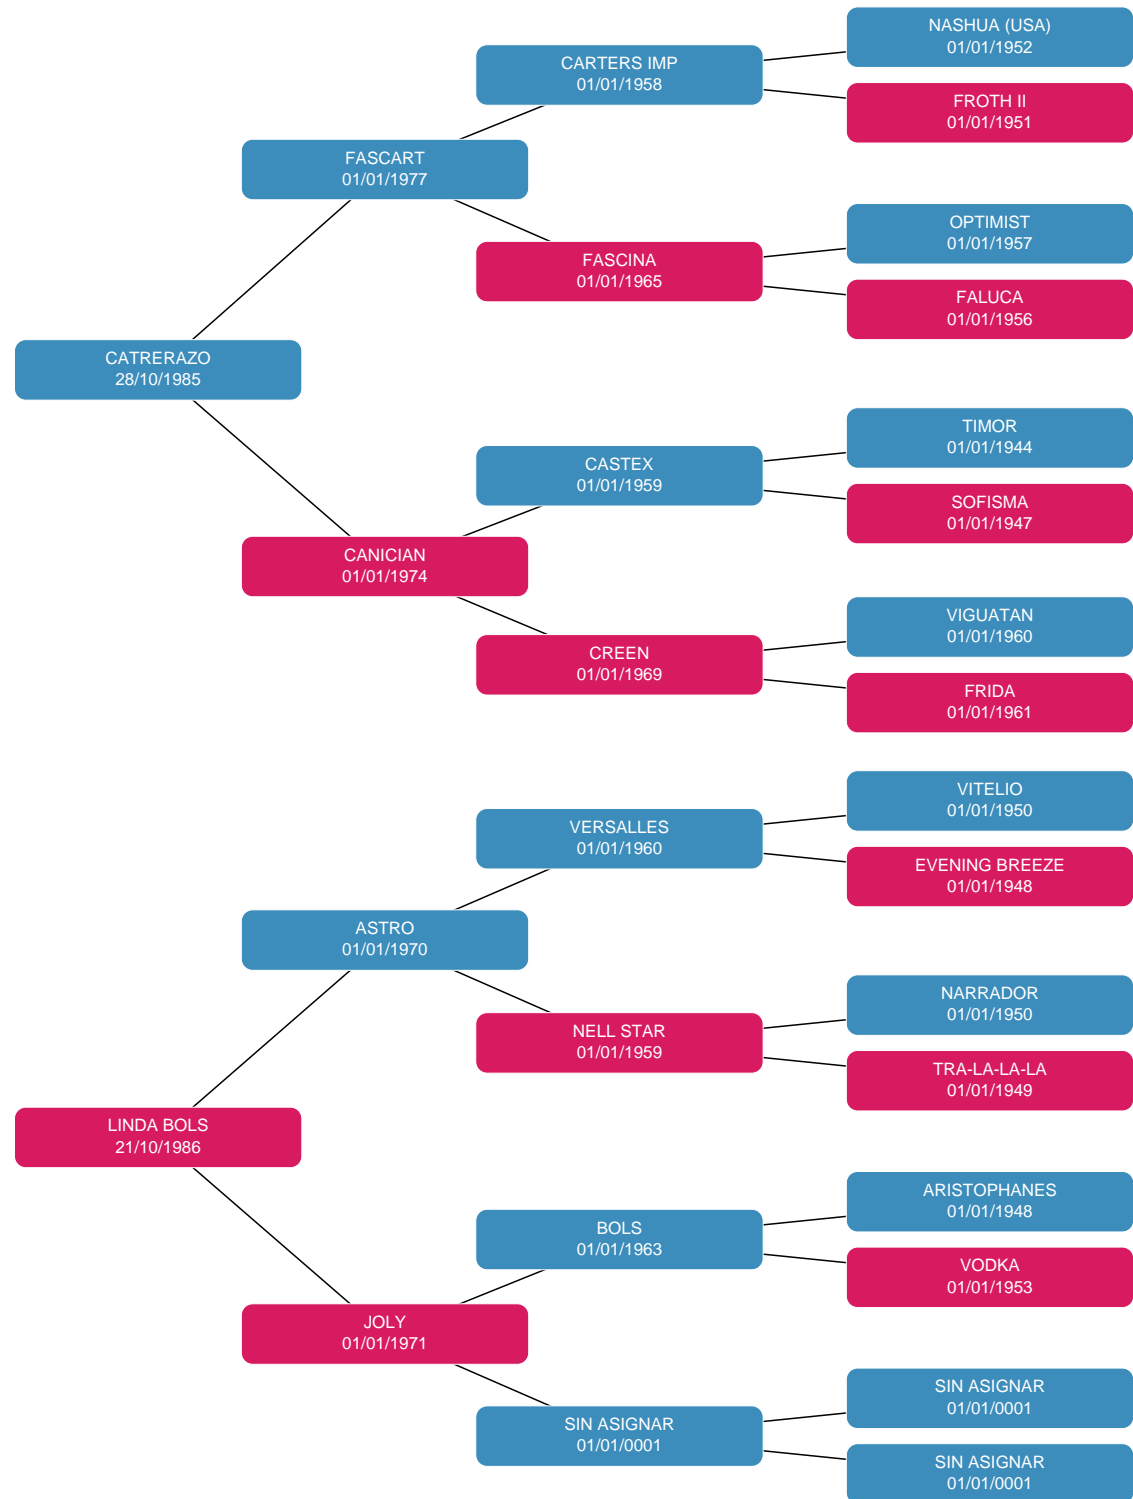 NASHUA (USA)
01/01/1952
CARTERS IMP
01/01/1958
FROTH II
01/01/1951
FASCART
01/01/1977
OPTIMIST
01/01/1957
FASCINA
01/01/1965
FALUCA
01/01/1956
CATRERAZO
28/10/1985
TIMOR
01/01/1944
CASTEX
01/01/1959
SOFISMA
01/01/1947
CANICIAN
01/01/1974
VIGUATAN
01/01/1960
CREEN
01/01/1969
FRIDA
01/01/1961
VITELIO
01/01/1950
VERSALLES
01/01/1960
EVENING BREEZE
01/01/1948
ASTRO
01/01/1970
NARRADOR
01/01/1950
NELL STAR
01/01/1959
TRA-LA-LA-LA
01/01/1949
LINDA BOLS
21/10/1986
ARISTOPHANES
01/01/1948
BOLS
01/01/1963
VODKA
01/01/1953
JOLY
01/01/1971
SIN ASIGNAR
01/01/0001
SIN ASIGNAR
01/01/0001
SIN ASIGNAR
01/01/0001